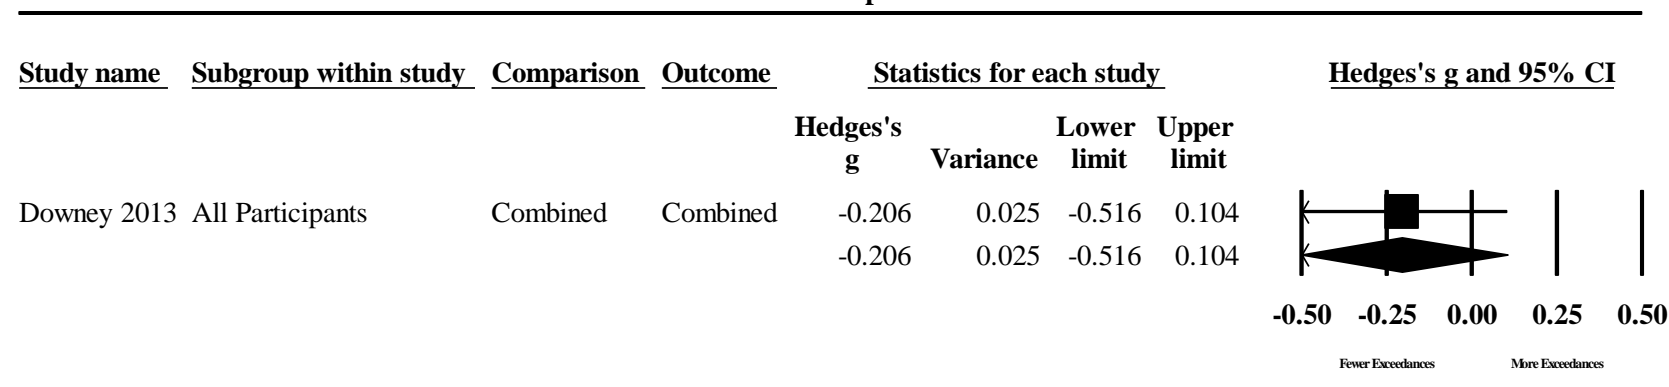 Study name Subgroup within study Comparison Outcome Statistics for each study Hedges's g and 95% CI
Hedges's Lower Upper
g Variance limit limit
Downey 2013 All Participants Combined Combined -0.206 0.025 -0.516 0.104
-0.206 0.025 -0.516 0.104
-0.50 -0.25 0.00 0.25 0.50
Fewer Exceedances More Exceedances